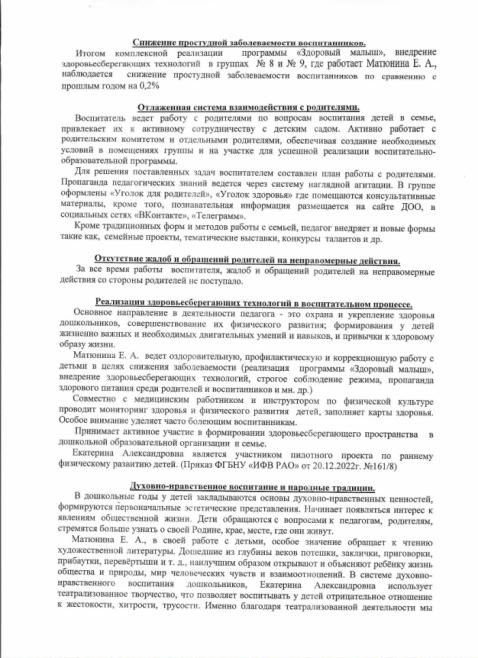 Снижение простудной заболеваемости воспитанников.
Итогом комплексной реализации программы «Здоровый малыш», внедрение
здоровьесберегающих технологий в группах № 8 и № 9, где работает Матюнина Е. А.,
наблюдается снижение простудной заболеваемости воспитанников по сравнению с
прошлым годом на 0,2%
Отлаженная система взаимодействия с родителями.
Воспитатель ведет работу с родителями по вопросам воспитания детей в семье,
привлекает их к активному сотрудничеству с детским садом. Активно работает с
родительским комитетом и отдельными родителями, обеспечивая создание необходимых
условий в помещениях группы и на участке для успешной реализации воспитательно-
образовательной программы.
Для решения поставленных задач воспитателем составлен план работы с родителями.
Пропаганда педагогических знаний ведется через систему наглядной агитации. В группе
оформлены «Уголок для родителей», «Уголок здоровья» где помещаются консультативные
материалы, кроме того, познавательная информация размещается на сайте ДОО, в
социальных сетях «ВКонтакте», «Телеграмм».
Кроме традиционных форм и методов работы с семьей, педагог внедряет и новые формы
такие как, семейные проекты, тематические выставки, конкурсы талантов и др.
Отсутствие жалоб и обращений родителей на неправомерные действия.
За все время работы воспитателя, жалоб и обращений родителей на неправомерные
действия со стороны родителей не поступало.
Реализация здоровьесберегающих технологий в воспитательном процессе.
Основное направление в деятельности педагога - это охрана и укрепление здоровья
дошкольников, совершенствование их физического развития; формирования у детей
жизненно важных и необходимых двигательных умений и навыков, и привычки к здоровому
образу жизни.
Матюнина Е. А. ведет оздоровительную, профилактическую и коррекционную работу с
детьми в целях снижения заболеваемости (реализация программы «Здоровый малыш»,
внедрение здоровьесберегающих технологий, строгое соблюдение режима, пропаганда
здорового питания среди родителей и воспитанников и мн. др.)
Совместно с медицинским работником и инструктором по физической культуре
проводит мониторинг здоровья и физического развития детей, заполняет карты здоровья.
Особое внимание уделяет часто болеющим воспитанникам.
Принимает активное участие в формировании здоровьесберегающего пространства в
дошкольной образовательной организации и семье.
Екатерина Александровна является участником пилотного проекта по раннему
физическому развитию детей. (Приказ ФГБНУ «ИФВ РАО» от 20.12.2022г. №161/8)
Духовно-нравственное воспитание и народные традиции.
В дошкольные годы у детей закладываются основы духовно-нравственных ценностей,
формируются первоначальные эстетические представления. Начинает появляться интерес к
явлениям общественной жизни. Дети обращаются с вопросами к педагогам, родителям,
стремятся больше узнать о своей Родине, крае, месте, где они живут.
Матюнина Е. А., в своей работе с детьми, особое значение обращает к чтению
художественной литературы. Дошедшие из глубины веков потешки, заклички, приговорки,
прибаутки, перевёртыши и т. д., наилучшим образом открывают и объясняют ребёнку жизнь
общества и природы, мир человеческих чувств и взаимоотношений. В системе духовно-
нравственного воспитания дошкольников, Екатерина Александровна использует
театрализованное творчество, что позволяет воспитывать у детей отрицательное отношение
к жестокости, хитрости, трусости. Именно благодаря театрализованной деятельности мы